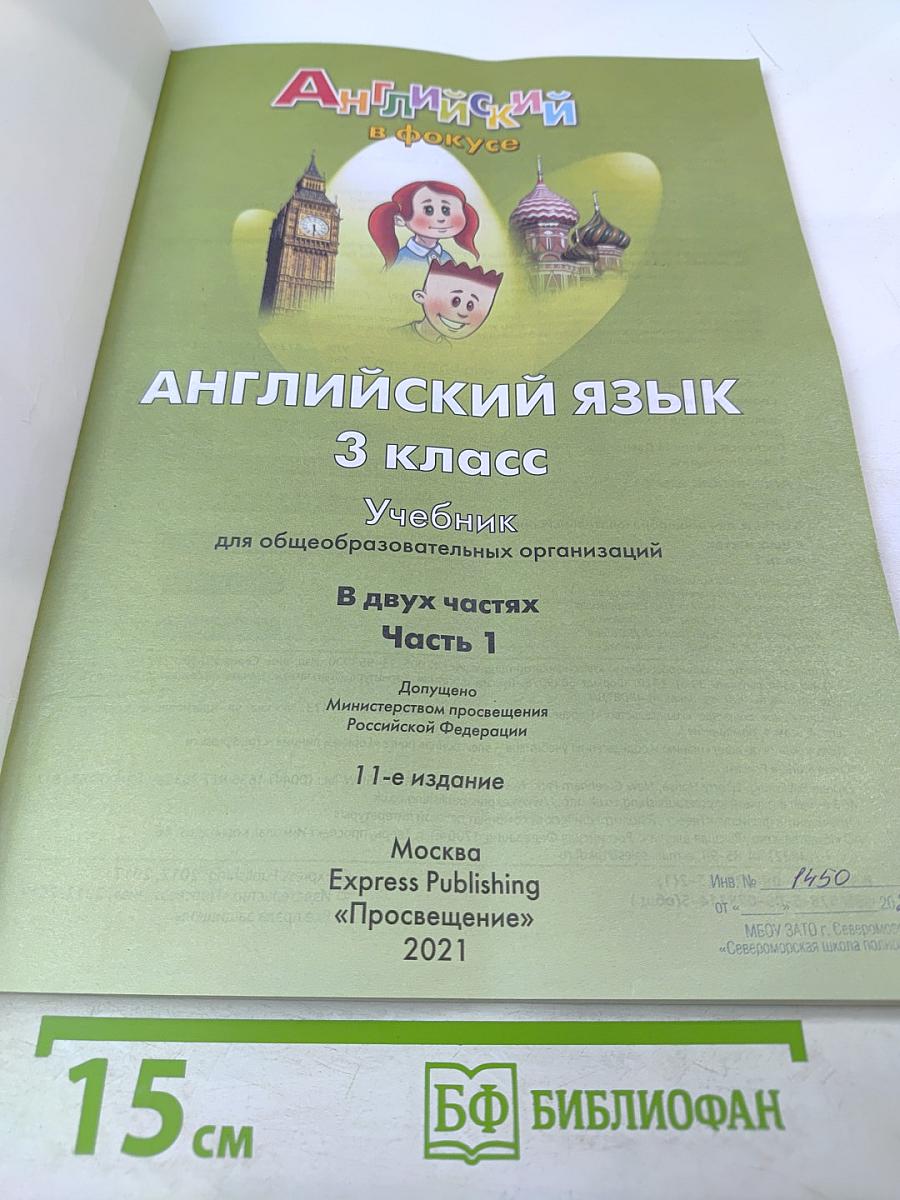 Английский
в фокусе
АНГЛИЙСКИЙ ЯЗЫК
3 класс
Учебник
для общеобразовательных организаций
В двух частях
Часть 1
Допущено
Министерством просвещения
Российской Федерации
11-е издание
Москва
Express Publishing
«Просвещение»
2021
Инв. № 1450
от « » 20
МБОУ ЗАТО г.
«Североморская школа
15 см
БФ БИБЛИОФАН